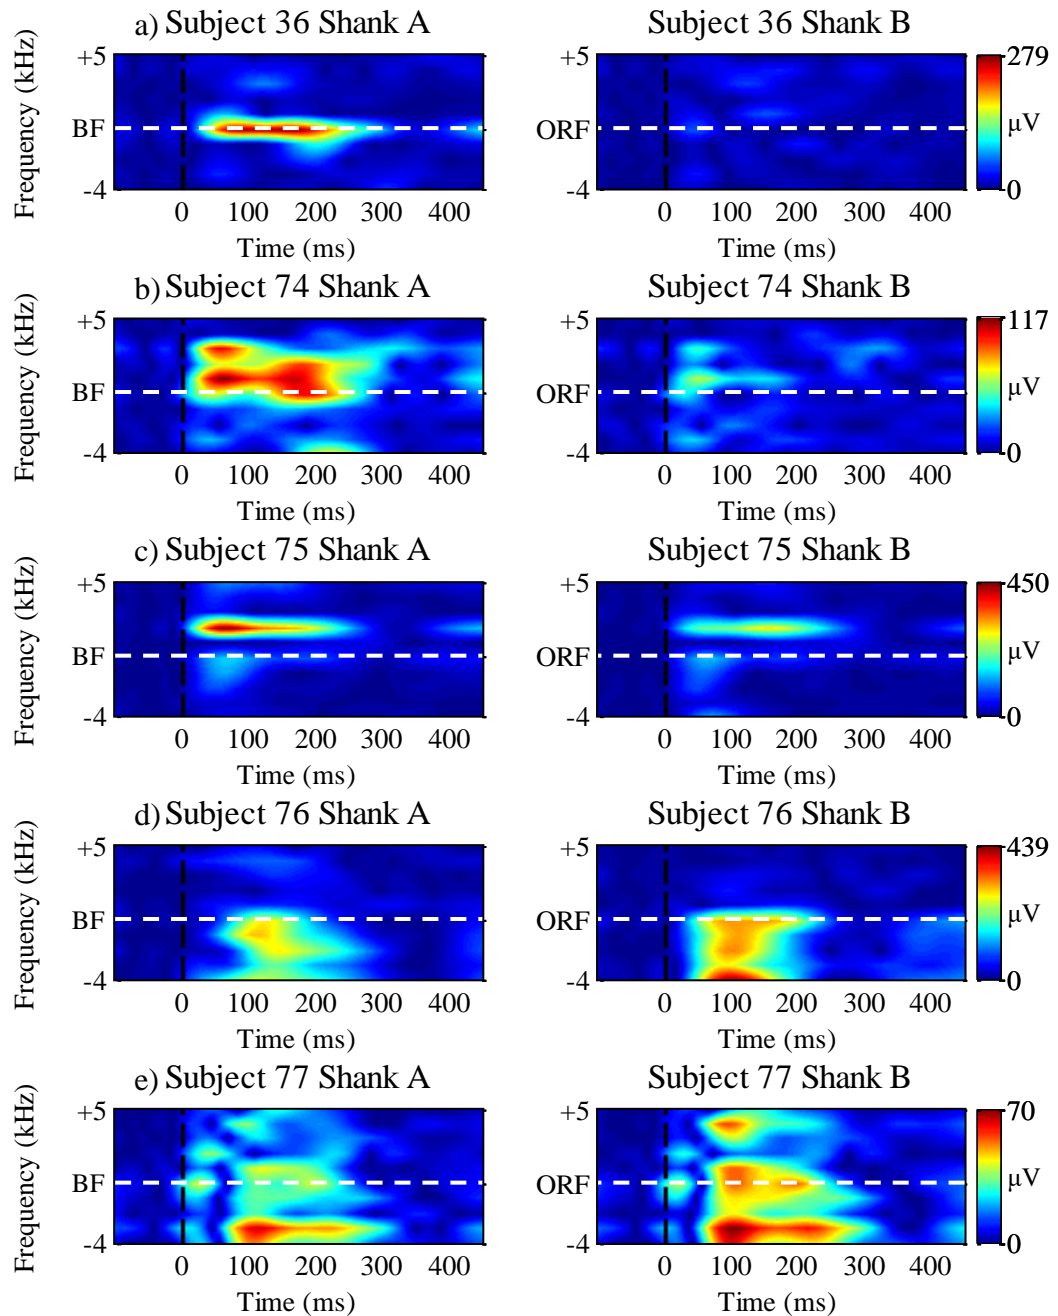 a) Subject 36 Shank A
Subject 36 Shank B
Frequency (kHz)
+5
BF
-4
0 100 200 300 400
Time (ms)
ORF
0 100 200 300 400
279
µV
0
b) Subject 74 Shank A
Subject 74 Shank B
Frequency (kHz)
+5
BF
-4
0 100 200 300 400
Time (ms)
+5
ORF
-4
0 100 200 300 400
Time (ms)
117
µV
0
c) Subject 75 Shank A
Subject 75 Shank B
Frequency (kHz)
+5
BF
-4
0 100 200 300 400
Time (ms)
+5
ORF
-4
0 100 200 300 400
Time (ms)
450
µV
0
d) Subject 76 Shank A
Subject 76 Shank B
Frequency (kHz)
+5
BF
-4
0 100 200 300 400
Time (ms)
+5
ORF
-4
0 100 200 300 400
Time (ms)
439
µV
0
e) Subject 77 Shank A
Subject 77 Shank B
Frequency (kHz)
+5
BF
-4
0 100 200 300 400
Time (ms)
+5
ORF
-4
0 100 200 300 400
Time (ms)
70
µV
0